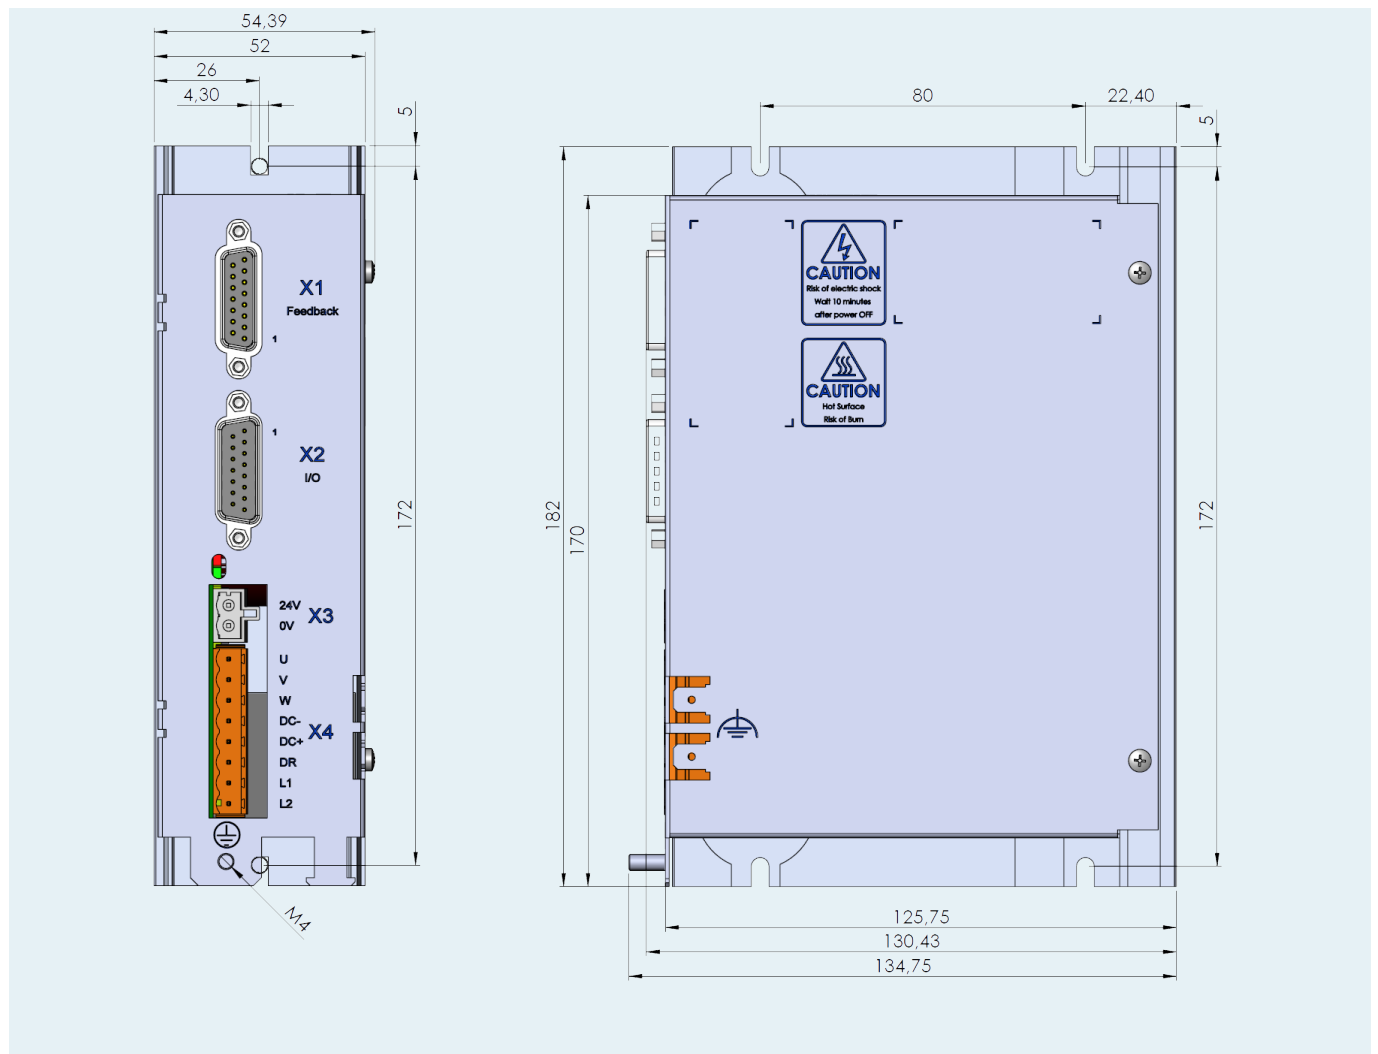 54,39
52
26
4,30
5
X1
Feedback
1
1
X2
I/O
172
24V
0V
X3
U
V
W
DC-
DC+
X4
DR
L1
L2
M4
80
22,40
5
CAUTION
Risk of electric shock
Wait 10 minutes
after power OFF
CAUTION
Hot Surface
Risk of Burn
182
170
172
125,75
130,43
134,75